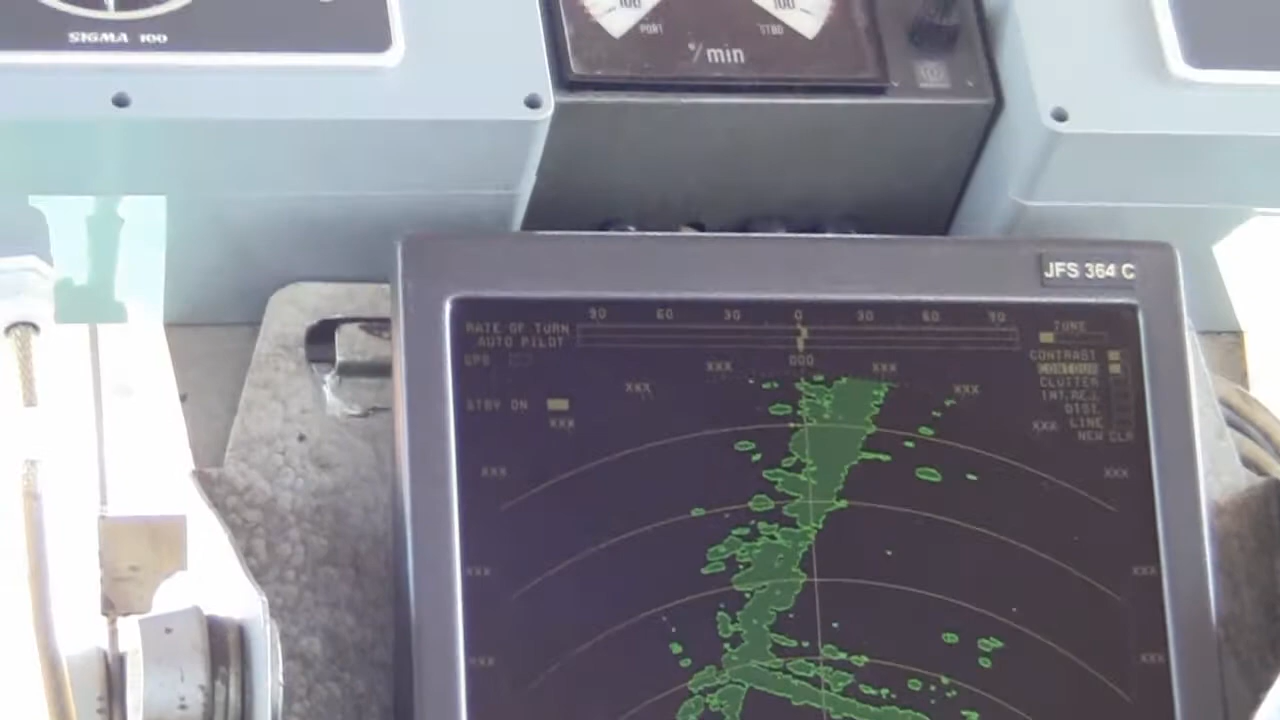 SIGMA 100
100 100
PORT STBD
°/min
JFS 364 C
90 60 30 0 30 60 90
RATE OF TURN
AUTO PILOT
TUNE
GPS
000
CONTRAST
CONTOUR
CLUTTER
INT.REJ.
DIST.
LINE
NEW CLR
STBY ON
XXX XXX
XXX XXX
XXX XXX
XXX XXX
XXX XXX
XXX XXX